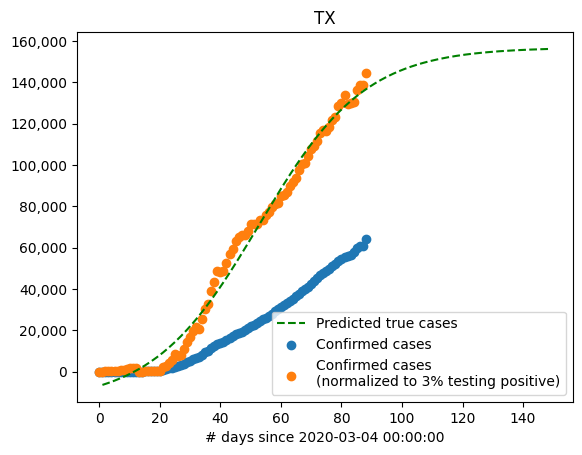 TX
160,000
140,000
120,000
100,000
80,000
60,000
40,000
20,000
0
Predicted true cases
Confirmed cases
Confirmed cases
(normalized to 3% testing positive)
0 20 40 60 80 100 120 140
# days since 2020-03-04 00:00:00